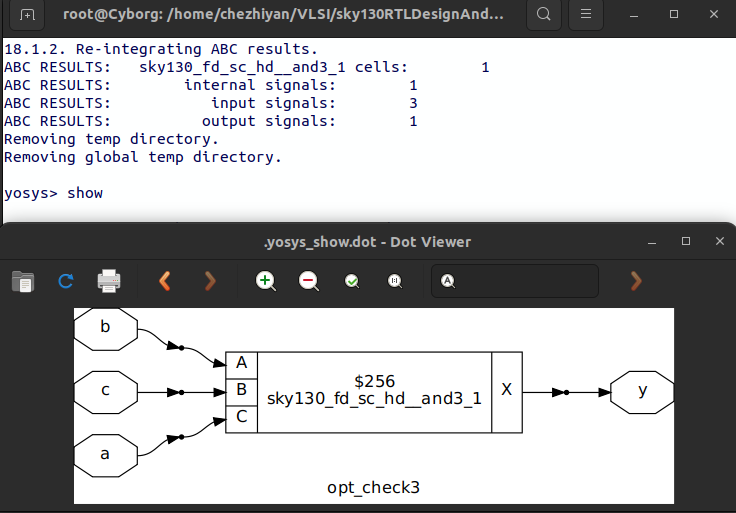 root@Cyborg: /home/chezhiyan/VLSI/sky130RTLDesignAnd...
18.1.2. Re-integrating ABC results.
ABC RESULTS:   sky130_fd_sc_hd__and3_1 cells:        1
ABC RESULTS:        internal signals:        1
ABC RESULTS:           input signals:        3
ABC RESULTS:          output signals:        1
Removing temp directory.
Removing global temp directory.
yosys> show
.yosys_show.dot - Dot Viewer
b
c
a
A
B
C
$256
sky130_fd_sc_hd__and3_1
X
y
opt_check3